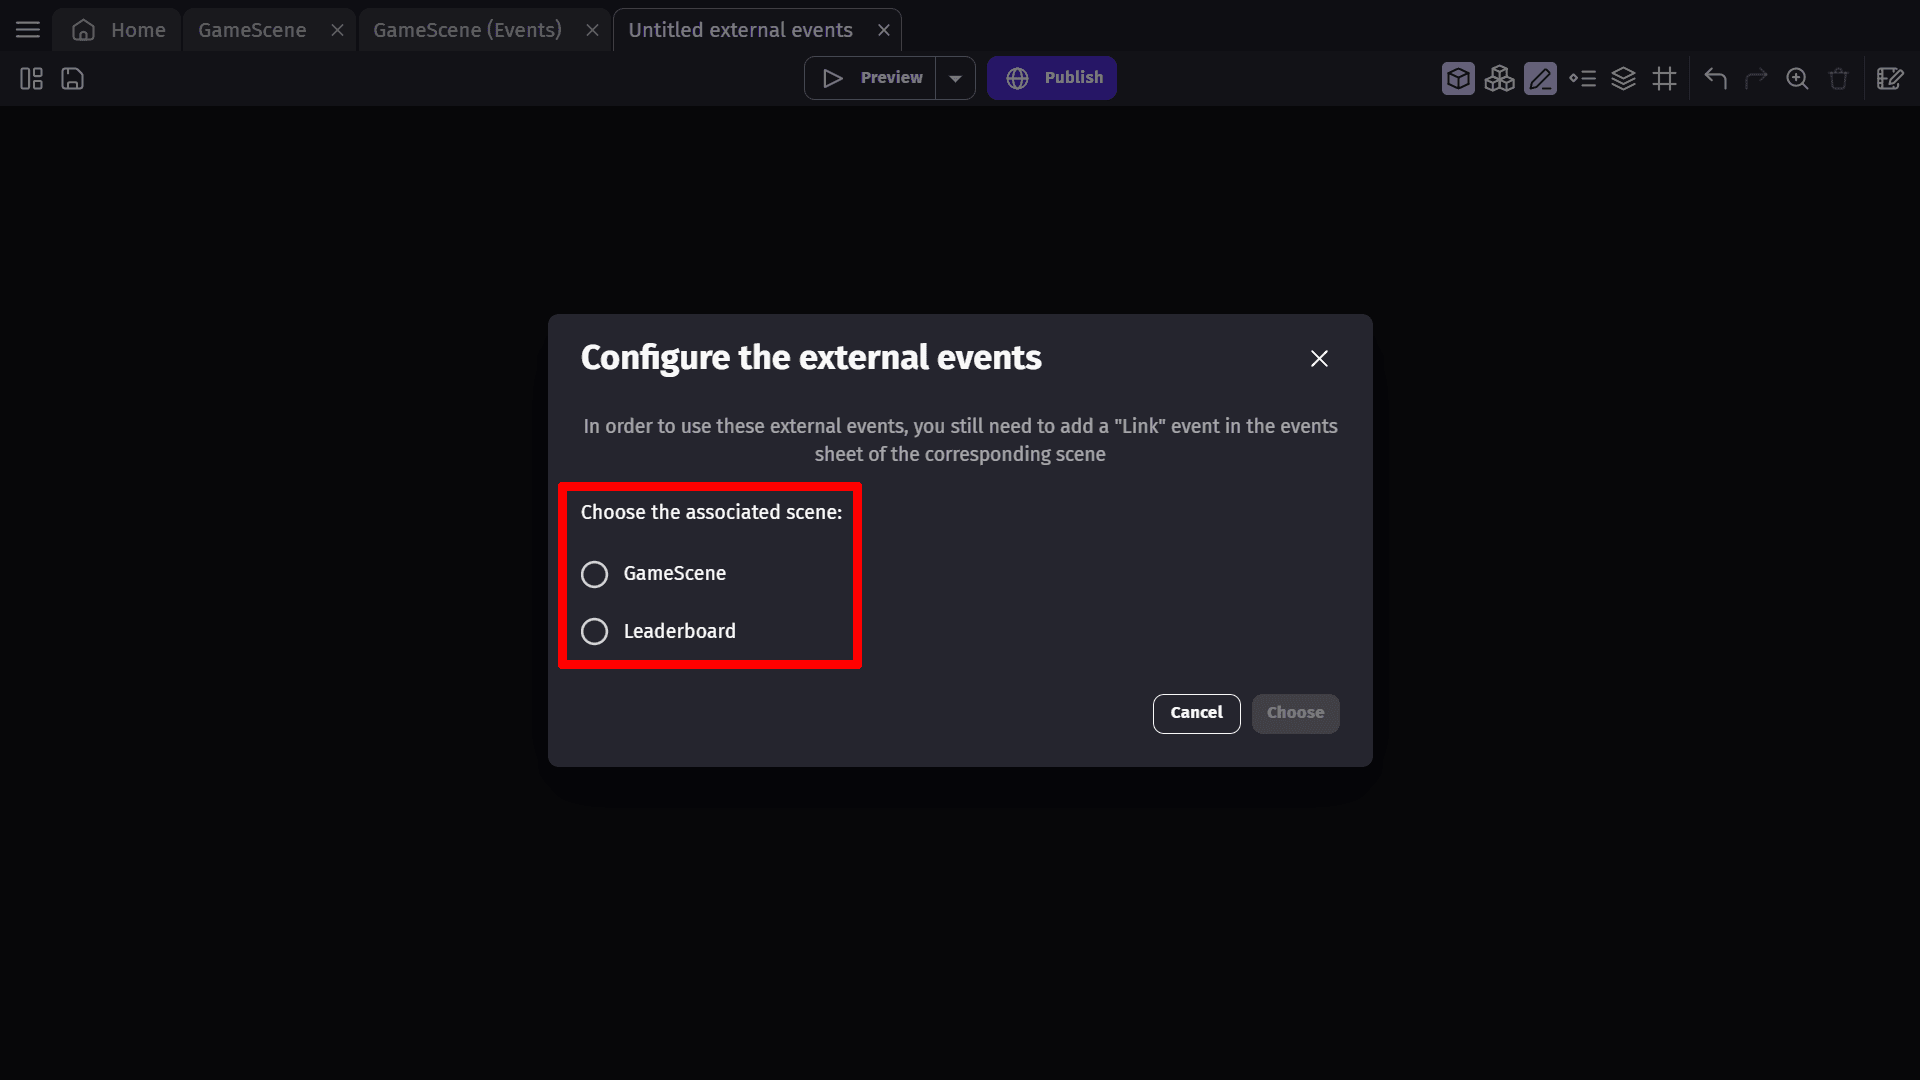 Home
GameScene
GameScene (Events)
Untitled external events
Preview
Publish
Configure the external events
In order to use these external events, you still need to add a "Link" event in the events
sheet of the corresponding scene
Choose the associated scene:
GameScene
Leaderboard
Cancel
Choose